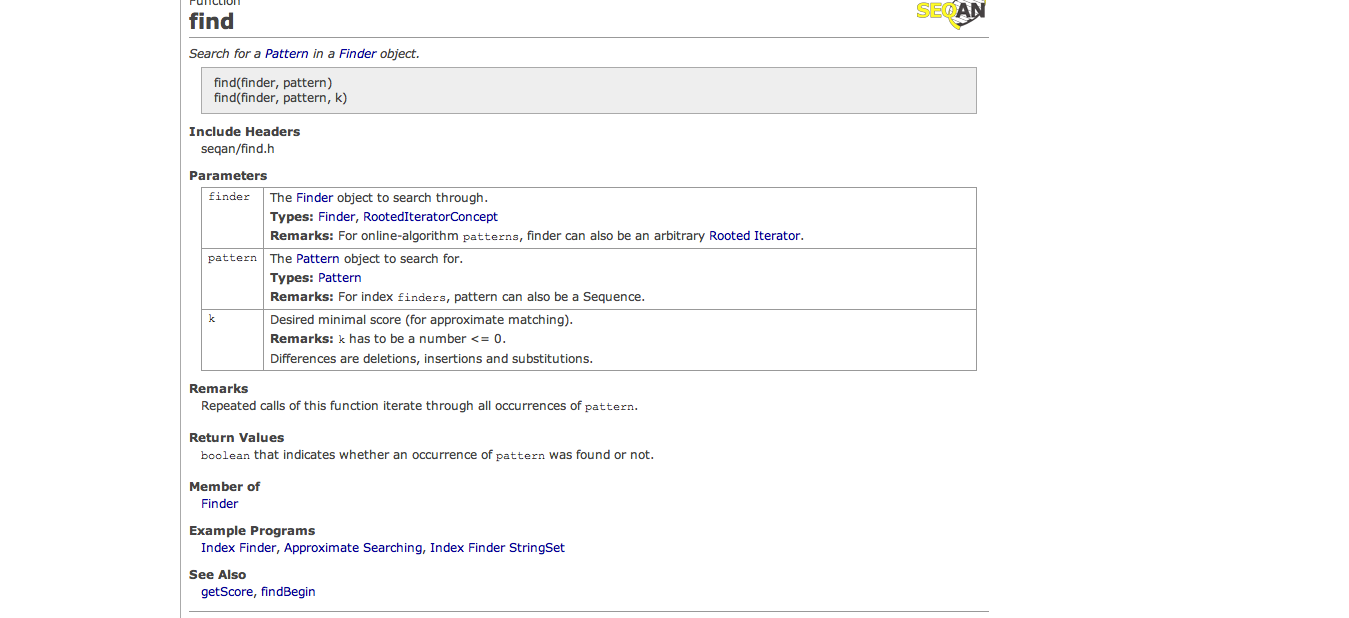 Function
find
SEQAN
Search for a Pattern in a Finder object.
find(finder, pattern)
find(finder, pattern, k)
Include Headers
seqan/find.h
Parameters
finder
The Finder object to search through.
Types: Finder, RootedIteratorConcept
Remarks: For online-algorithm patterns, finder can also be an arbitrary Rooted Iterator.
pattern
The Pattern object to search for.
Types: Pattern
Remarks: For index finders, pattern can also be a Sequence.
k
Desired minimal score (for approximate matching).
Remarks: k has to be a number <= 0.
Differences are deletions, insertions and substitutions.
Remarks
Repeated calls of this function iterate through all occurrences of pattern.
Return Values
boolean that indicates whether an occurrence of pattern was found or not.
Member of
Finder
Example Programs
Index Finder, Approximate Searching, Index Finder StringSet
See Also
getScore, findBegin